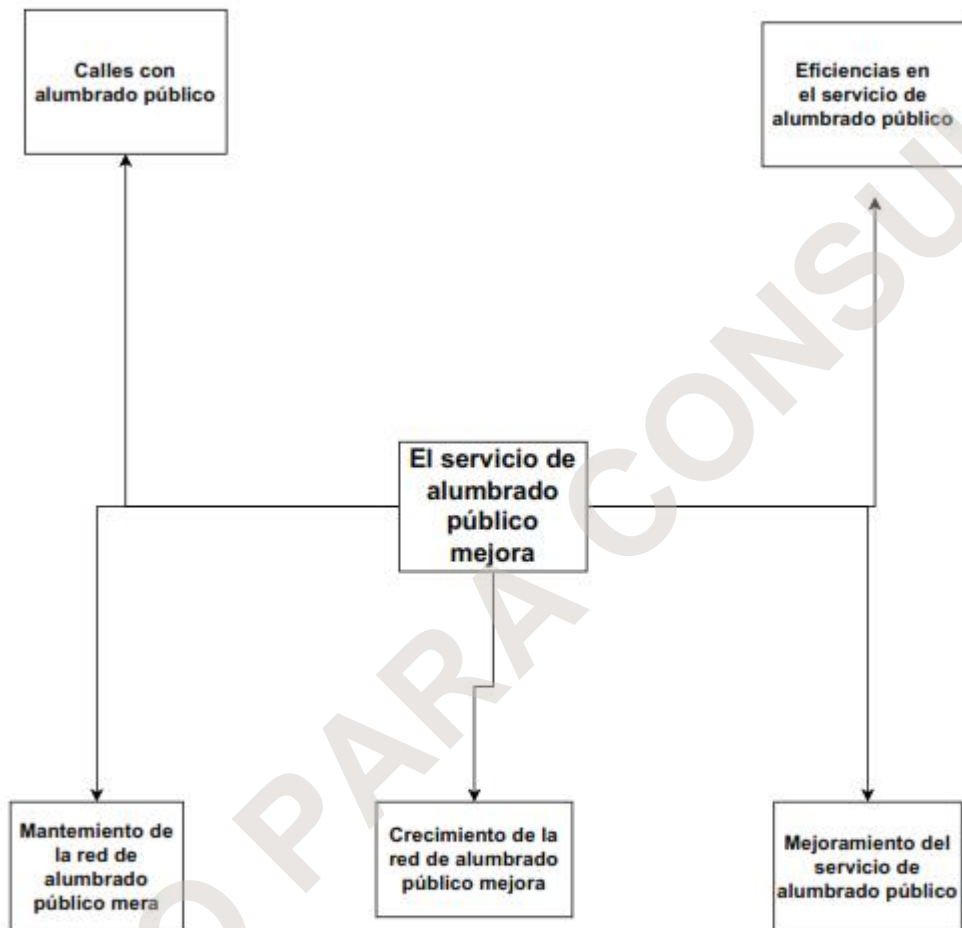 Calles con
alumbrado público
Eficiencias en
el servicio de
alumbrado público
El servicio de
alumbrado
público
mejora
Mantemiento de
la red de
alumbrado
público mera
Crecimiento de la
red de alumbrado
público mejora
Mejoramiento del
servicio de
alumbrado público
O PARA CONSU